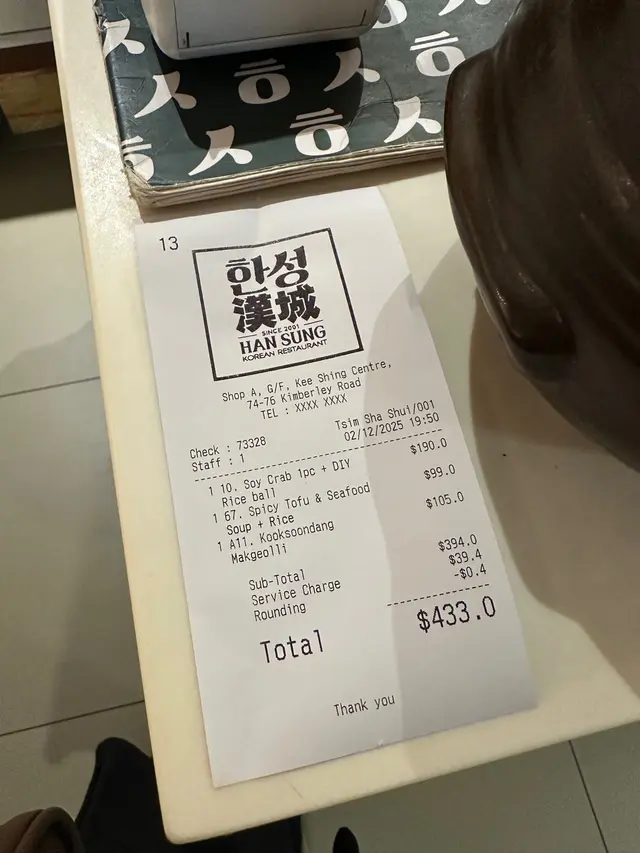 ㅅ
ㅅ ㅎ ㅅ ㅎ
ㅎ ㅅ ㅎ ㅅ
13
한성
漢城
SINCE 2001
HAN SUNG
KOREAN RESTAURANT
Shop A, G/F, Kee Shing Centre,
74-76 Kimberley Road
TEL : XXXX XXXX
Tsim Sha Shui/001
Check : 73328 02/12/2025 19:50
Staff : 1
1 10. Soy Crab 1pc + DIY $190.0
Rice ball
1 67. Spicy Tofu & Seafood $99.0
Soup + Rice
1 A11. Kooksoondang $105.0
Makgeolli
Sub-Total $394.0
Service Charge $39.4
Rounding -$0.4
Total $433.0
Thank you